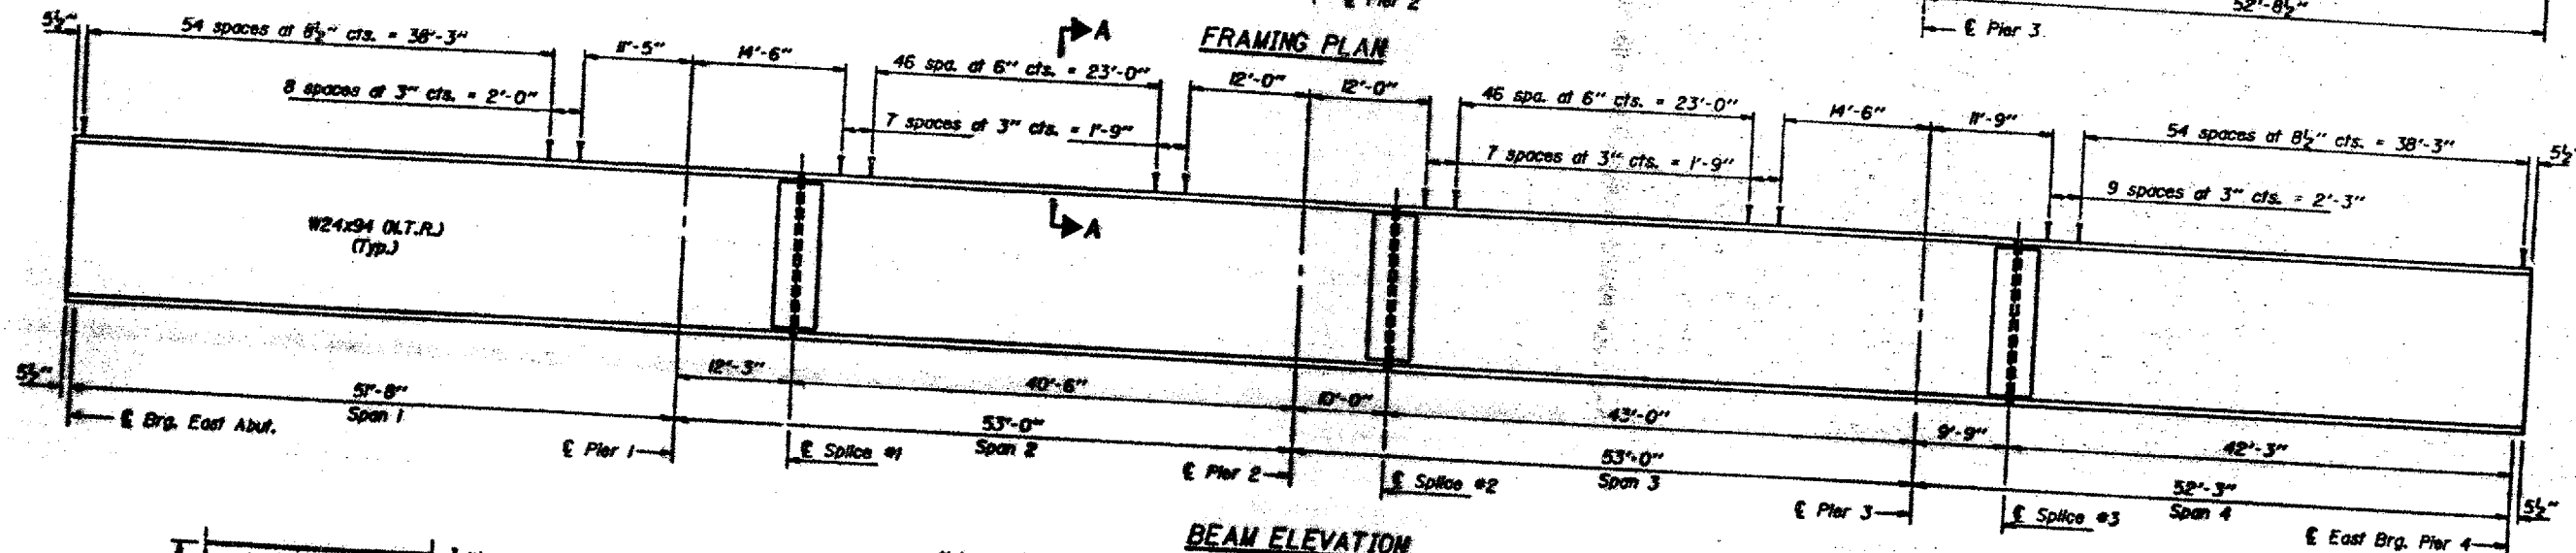 ℄ Pier 2
52'-8½"
℄ Pier 3
FRAMING PLAN
5½"
54 spaces at 8½" cts. = 38'-3"
11'-5"
14'-6"
A
46 spa. at 6" cts. = 23'-0"
12'-0"
12'-0"
46 spa. at 6" cts. = 23'-0"
14'-6"
11'-9"
54 spaces at 8½" cts. = 38'-3"
5½"
8 spaces at 3" cts. = 2'-0"
7 spaces at 3" cts. = 1'-9"
7 spaces at 3" cts. = 1'-9"
9 spaces at 3" cts. = 2'-3"
W24x94 (N.T.R.)
(Typ.)
A
5½"
51'-8"
Span 1
12'-3"
40'-6"
10'-0"
43'-0"
9'-9"
42'-3"
℄ Brg. East Abut.
℄ Pier 1
℄ Splice #1
53'-0"
Span 2
℄ Pier 2
℄ Splice #2
53'-0"
Span 3
℄ Pier 3
℄ Splice #3
52'-3"
Span 4
℄ East Brg. Pier 4
5½"
BEAM ELEVATION